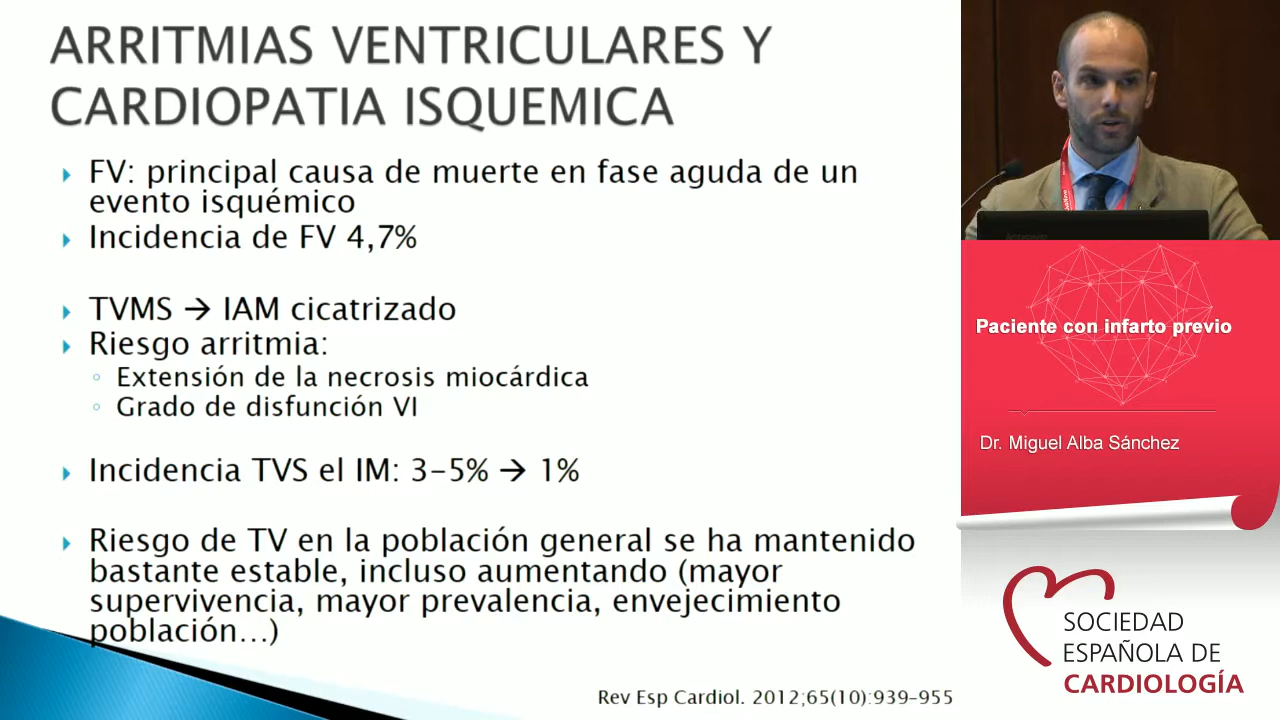 ARRITMIAS VENTRICULARES Y
CARDIOPATIA ISQUEMICA
FV: principal causa de muerte en fase aguda de un
evento isquémico
Incidencia de FV 4,7%
TVMS → IAM cicatrizado
Riesgo arritmia:
Extensión de la necrosis miocárdica
Grado de disfunción VI
Incidencia TVS el IM: 3-5% → 1%
Riesgo de TV en la población general se ha mantenido
bastante estable, incluso aumentando (mayor
supervivencia, mayor prevalencia, envejecimiento
población...)
Rev Esp Cardiol. 2012;65(10):939-955
Paciente con infarto previo
Dr. Miguel Alba Sánchez
SOCIEDAD
ESPAÑOLA DE
CARDIOLOGÍA